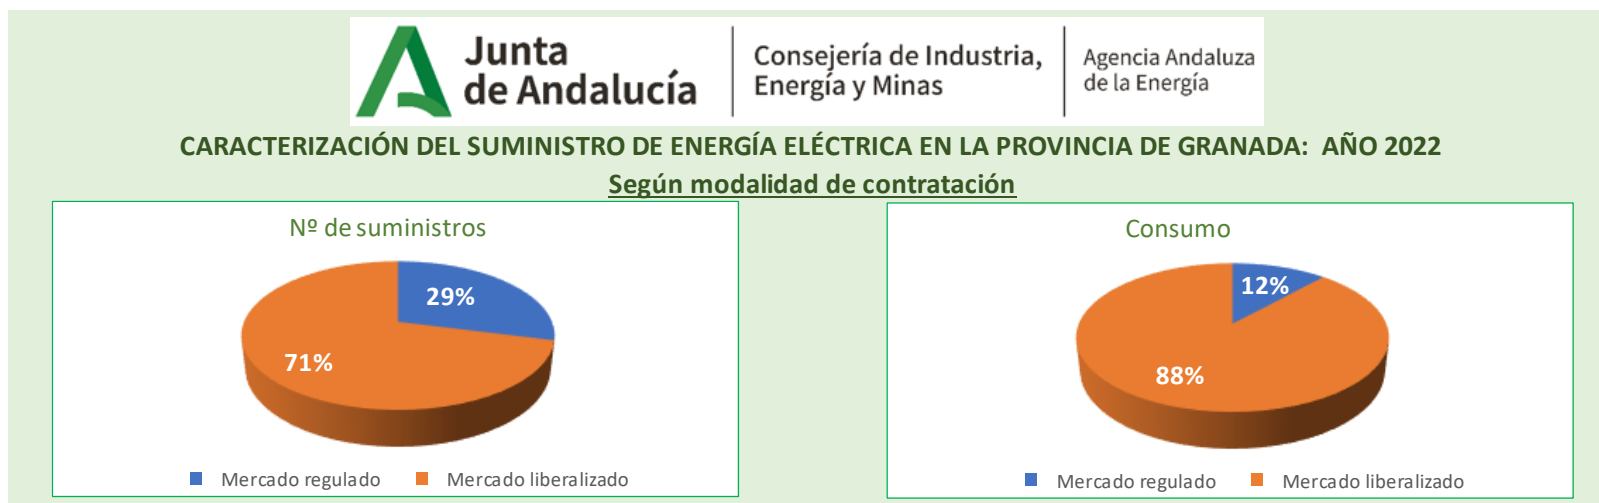 Junta
de Andalucía
Consejería de Industria,
Energía y Minas
Agencia Andaluza
de la Energía
CARACTERIZACIÓN DEL SUMINISTRO DE ENERGÍA ELÉCTRICA EN LA PROVINCIA DE GRANADA: AÑO 2022
Según modalidad de contratación
Nº de suministros
29%
71%
Mercado regulado Mercado liberalizado
Consumo
12%
88%
Mercado regulado Mercado liberalizado